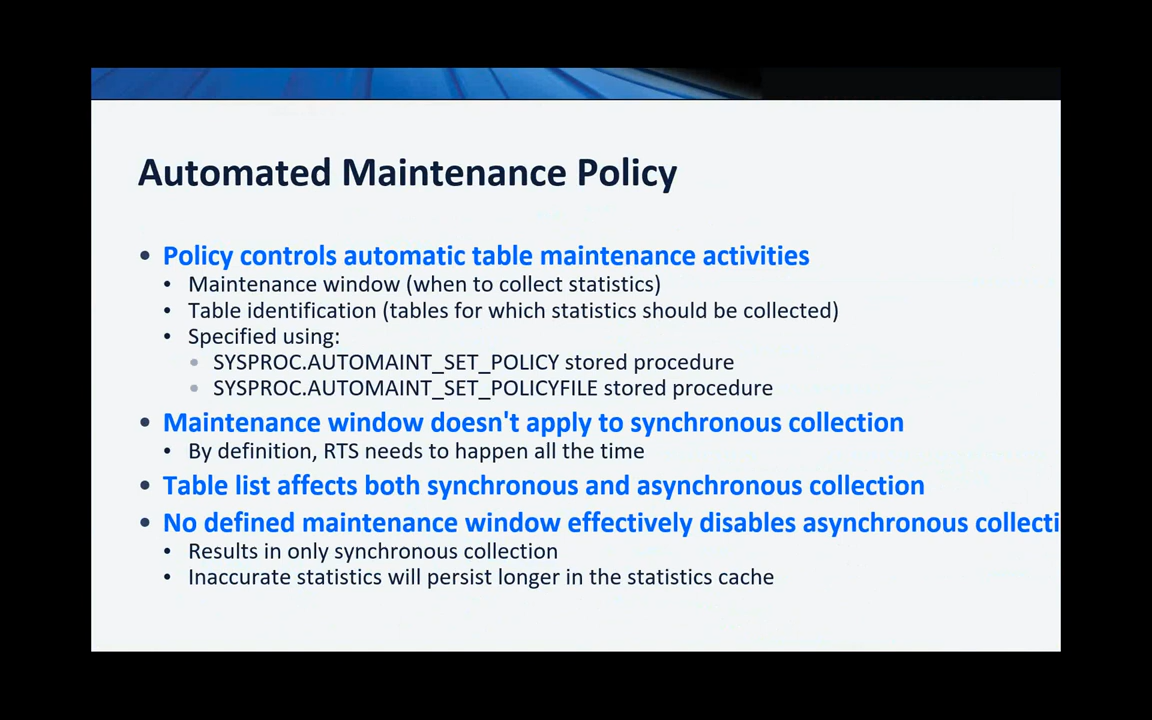 Automated Maintenance Policy
• Policy controls automatic table maintenance activities
• Maintenance window (when to collect statistics)
• Table identification (tables for which statistics should be collected)
• Specified using:
• SYSPROC.AUTOMAINT_SET_POLICY stored procedure
• SYSPROC.AUTOMAINT_SET_POLICYFILE stored procedure
• Maintenance window doesn't apply to synchronous collection
• By definition, RTS needs to happen all the time
• Table list affects both synchronous and asynchronous collection
• No defined maintenance window effectively disables asynchronous collecti
• Results in only synchronous collection
• Inaccurate statistics will persist longer in the statistics cache